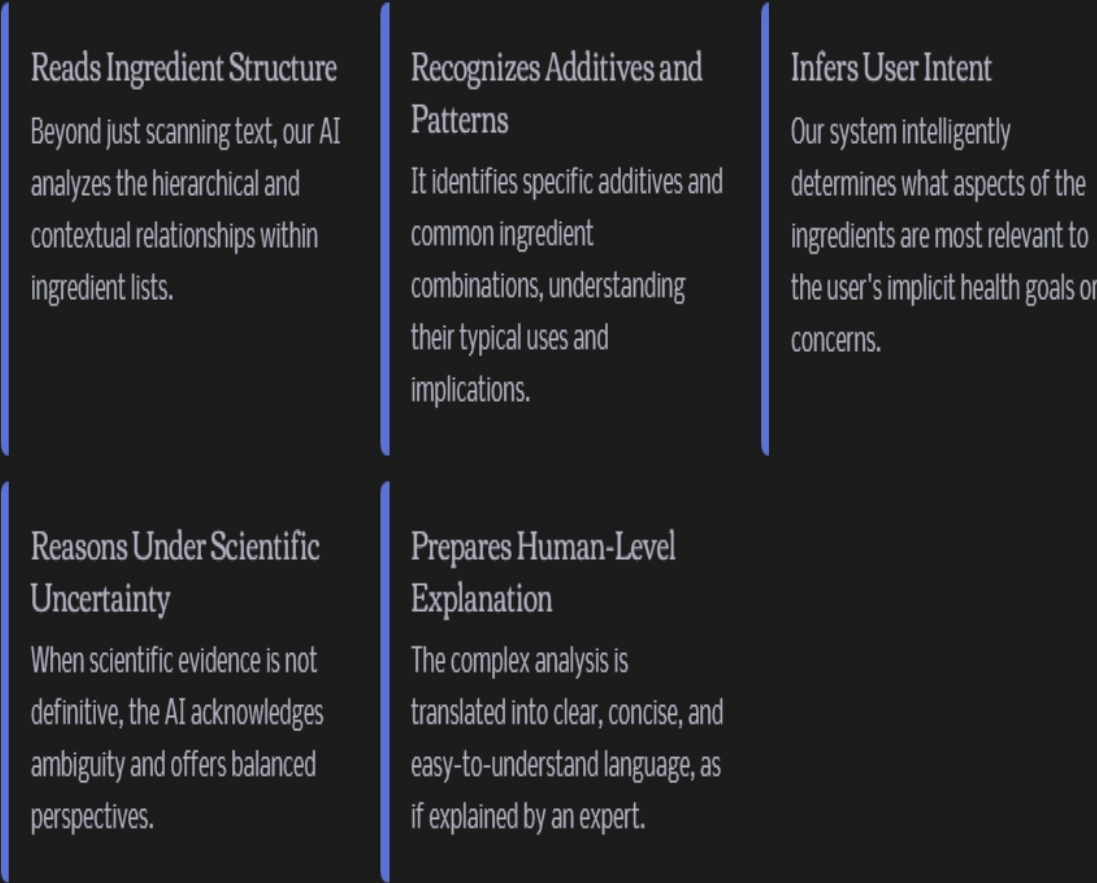 Reads Ingredient Structure
Beyond just scanning text, our AI
analyzes the hierarchical and
contextual relationships within
ingredient lists.
Recognizes Additives and
Patterns
It identifies specific additives and
common ingredient
combinations, understanding
their typical uses and
implications.
Infers User Intent
Our system intelligently
determines what aspects of the
ingredients are most relevant to
the user's implicit health goals or
concerns.
Reasons Under Scientific
Uncertainty
When scientific evidence is not
definitive, the AI acknowledges
ambiguity and offers balanced
perspectives.
Prepares Human-Level
Explanation
The complex analysis is
translated into clear, concise, and
easy-to-understand language, as
if explained by an expert.